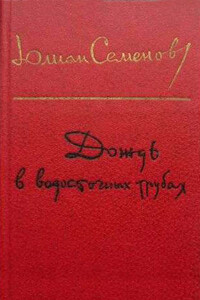 Юлиан Семенов
Дождь
в водосточных трубах